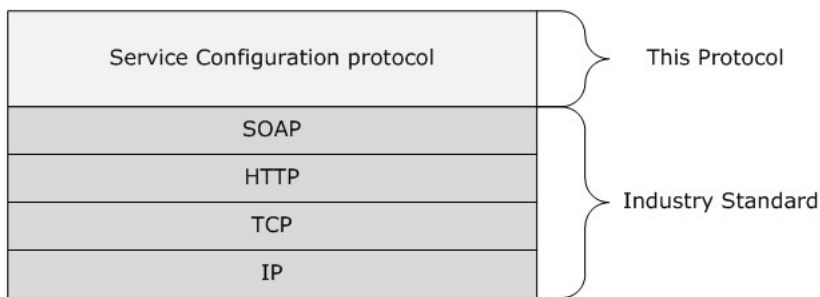 Service Configuration protocol
This Protocol
SOAP
HTTP
TCP
IP
Industry Standard